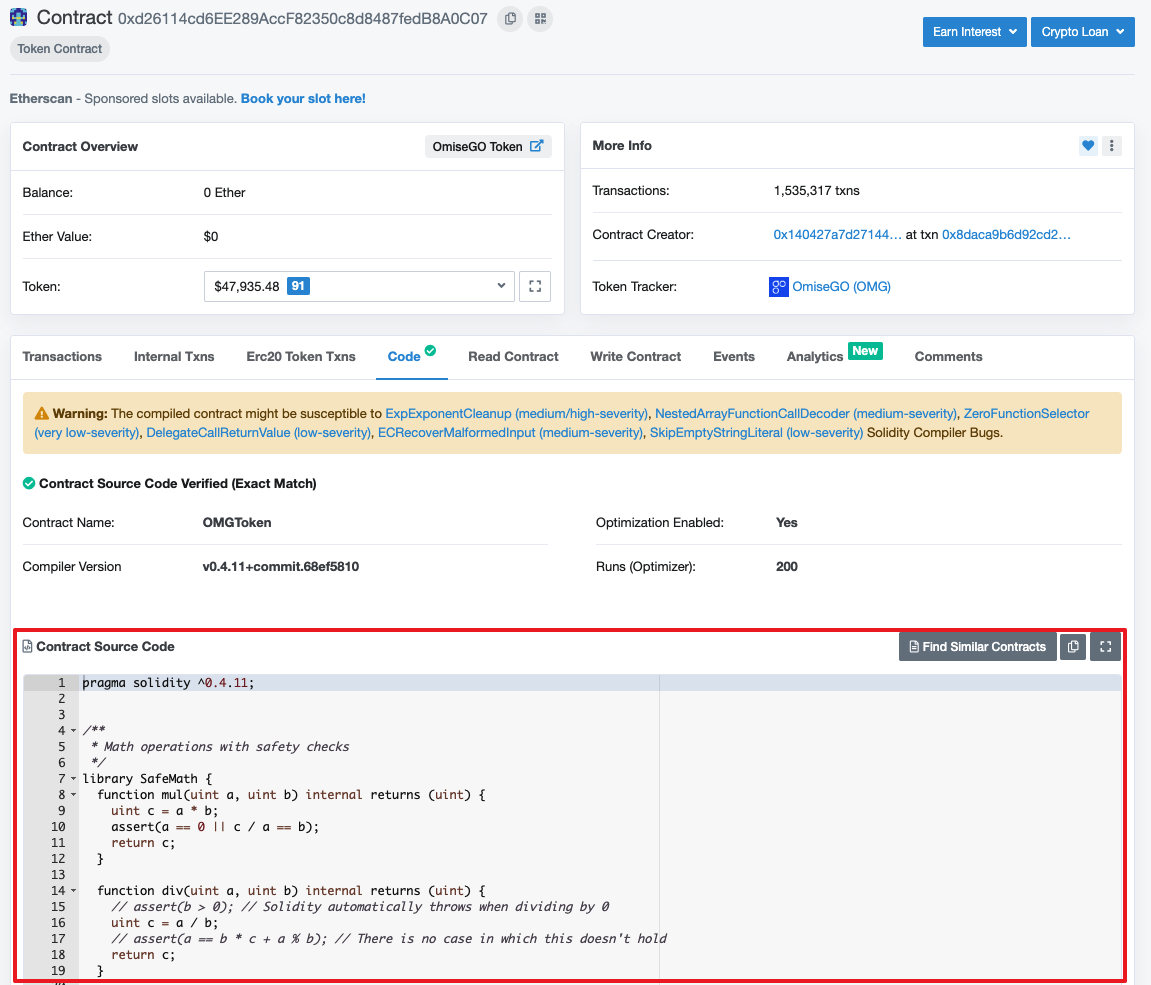 Contract 0xd26114cd6EE289AccF82350c8d8487fedB8A0C07
Token Contract
Earn Interest
Crypto Loan
Etherscan - Sponsored slots available. Book your slot here!
Contract Overview
OmiseGO Token
Balance: 0 Ether
Ether Value: $0
Token: $47,935.48 91
More Info
Transactions: 1,535,317 txns
Contract Creator: 0x140427a7d27144... at txn 0x8daca9b6d92cd2...
Token Tracker: OmiseGO (OMG)
Transactions Internal Txns Erc20 Token Txns Code Read Contract Write Contract Events Analytics New Comments
Warning: The compiled contract might be susceptible to ExpExponentCleanup (medium/high-severity), NestedArrayFunctionCallDecoder (medium-severity), ZeroFunctionSelector
(very low-severity), DelegateCallReturnValue (low-severity), ECRecoverMalformedInput (medium-severity), SkipEmptyStringLiteral (low-severity) Solidity Compiler Bugs.
Contract Source Code Verified (Exact Match)
Contract Name: OMGToken
Optimization Enabled: Yes
Compiler Version v0.4.11+commit.68ef5810
Runs (Optimizer): 200
Contract Source Code
Find Similar Contracts
1 pragma solidity ^0.4.11;
2
3
4 /**
5 * Math operations with safety checks
6 */
7 library SafeMath {
8 function mul(uint a, uint b) internal returns (uint) {
9 uint c = a * b;
10 assert(a == 0 || c / a == b);
11 return c;
12 }
13
14 function div(uint a, uint b) internal returns (uint) {
15 // assert(b > 0); // Solidity automatically throws when dividing by 0
16 uint c = a / b;
17 // assert(a == b * c + a % b); // There is no case in which this doesn't hold
18 return c;
19 }